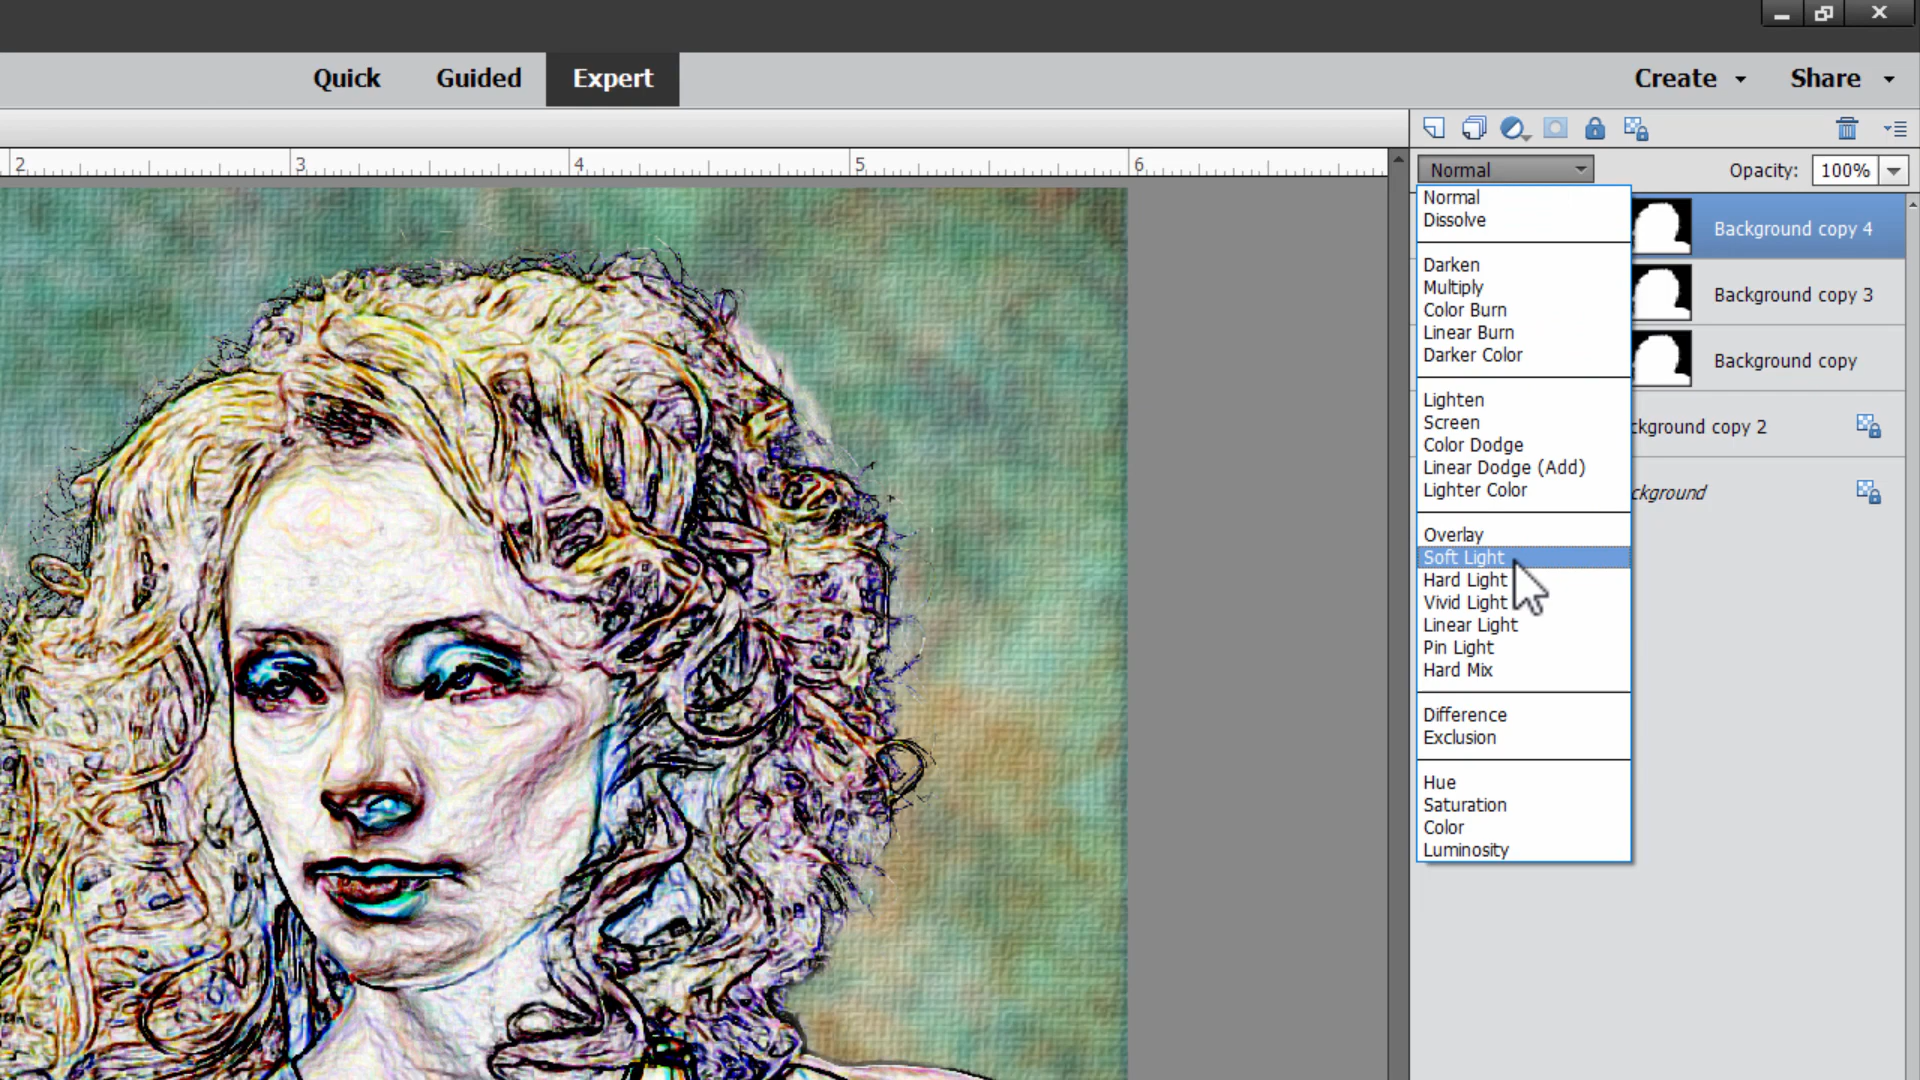 Quick Guided Expert Create Share
2 3 4 5 6
Normal Opacity: 100%
Normal
Dissolve
Darken
Multiply
Color Burn
Linear Burn
Darker Color
Lighten
Screen
Color Dodge
Linear Dodge (Add)
Lighter Color
Overlay
Soft Light
Hard Light
Vivid Light
Linear Light
Pin Light
Hard Mix
Difference
Exclusion
Hue
Saturation
Color
Luminosity
Background copy 4
Background copy 3
Background copy
ckground copy 2
ckground